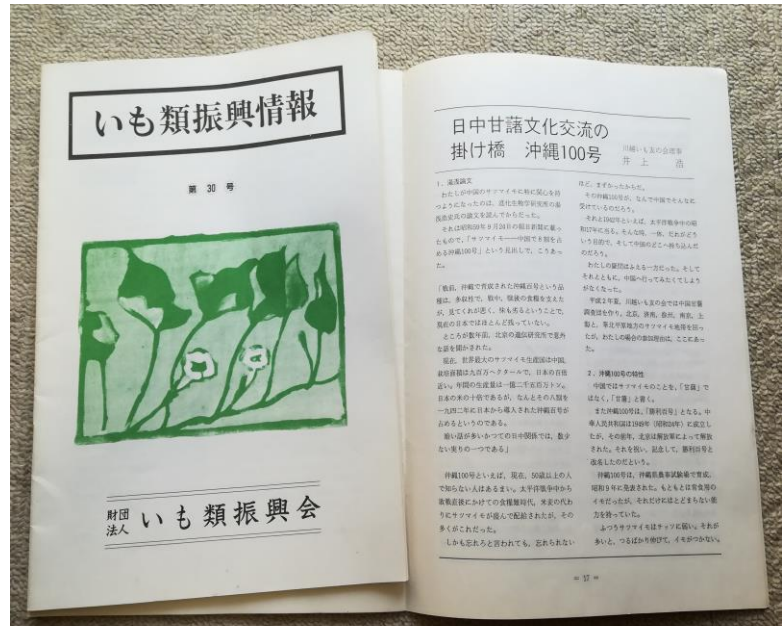 いも類振興情報
第 30 号
財団
法人
いも類振興会
日中甘藷文化交流の
掛け橋 沖縄100号
川越いも友の会幹事
井 上 浩
1.湯浅論文
わたしが中国のサツマイモに特に関心を持
つようになったのは、進化生物学研究所の湯
浅浩史氏の論文を読んでからだった。
それは昭和59年9月28日の朝日新聞に載っ
たもので、「サツマイモ──中国で8割を占
める沖縄100号」という見出しで、こうあっ
た。
「戦前、沖縄で育成された沖縄百号という品
種は、多収性で、戦中、戦後の食糧を支えた
が、見てくれが悪く、味も劣るということで、
現在の日本ではほとんど残っていない。
ところが数年前、北京の遺伝研究所で意外
な話を聞かされた。
現在、世界最大のサツマイモ生産国は中国。
栽培面積は九百万ヘクタールで、日本の百倍
近い。年間の生産量は一億二千五百万トン。
日本の米の十倍であるが、なんとその八割を
一九四二年に日本から導入された沖縄百号が
占めるというのである。
暗い話が多いかつての日中関係では、数少
ない実りの一つである」
沖縄100号といえば、現在、50歳以上の人
で知らない人はあるまい。太平洋戦争中から
敗戦直後にかけての食糧難時代、米麦の代わ
りにサツマイモが盛んで配給されたが、その
多くがこれだった。
しかも忘れろと言われても、忘れられない
ほど、まずかったからだ。
その沖縄100号が、なんで中国でそんなに
受けているのだろう。
それと1942年といえば、太平洋戦争中の昭
和17年に当る。そんな時、一体、だれがどう
いう目的で、そして中国のどこへ持ち込んだ
のだろう。
わたしの疑問はふえる一方だった。そして
それとともに、中国へ行ってみたくてしよう
がなくなった。
平成2年夏、川越いも友の会では中国甘藷
調査団を作り、北京、済南、徐州、南京、上
海と、華北平原地方のサツマイモ地帯を回っ
たが、わたしの場合の参加理由は、ここにあっ
た。
2.沖縄100号の特性
中国ではサツマイモのことを、「甘藷」で
はなく、「甘薯」と書く。
また沖縄100号は、「勝利百号」となる。中
華人民共和国は1949年(昭和24年)に成立し
たが、その前年、北京は解放軍によって解放
された。それを祝い、記念して、勝利百号と
改名したのだという。
沖縄100号は、沖縄県農事試験場で育成、
昭和9年に発表された。もともとは常食用の
イモだったが、それだけにはとどまらない能
力を持っていた。
ふつうサツマイモはチッソに弱い。それが
多いと、つるばかり伸びて、イモがつかない。
= 17 =